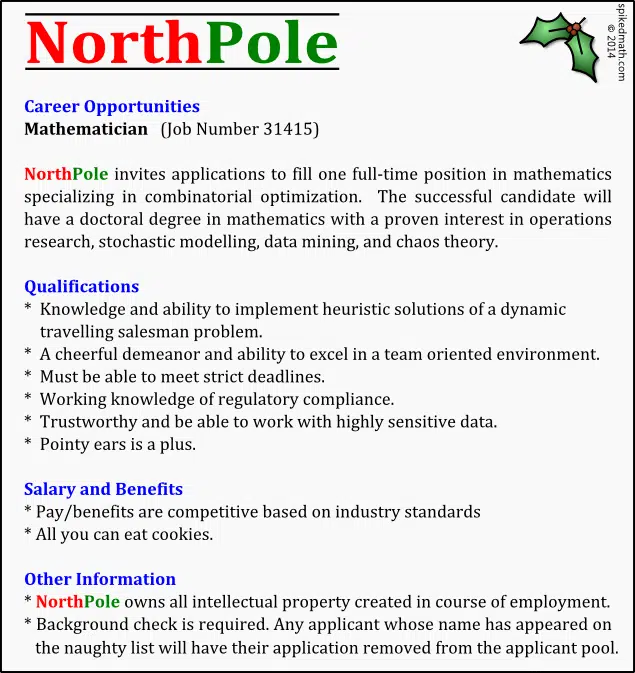 NorthPole
spikedmath.com
© 2014
Career Opportunities
Mathematician (Job Number 31415)
NorthPole invites applications to fill one full-time position in mathematics
specializing in combinatorial optimization. The successful candidate will
have a doctoral degree in mathematics with a proven interest in operations
research, stochastic modelling, data mining, and chaos theory.
Qualifications
* Knowledge and ability to implement heuristic solutions of a dynamic
travelling salesman problem.
* A cheerful demeanor and ability to excel in a team oriented environment.
* Must be able to meet strict deadlines.
* Working knowledge of regulatory compliance.
* Trustworthy and be able to work with highly sensitive data.
* Pointy ears is a plus.
Salary and Benefits
* Pay/benefits are competitive based on industry standards
* All you can eat cookies.
Other Information
* NorthPole owns all intellectual property created in course of employment.
* Background check is required. Any applicant whose name has appeared on
the naughty list will have their application removed from the applicant pool.